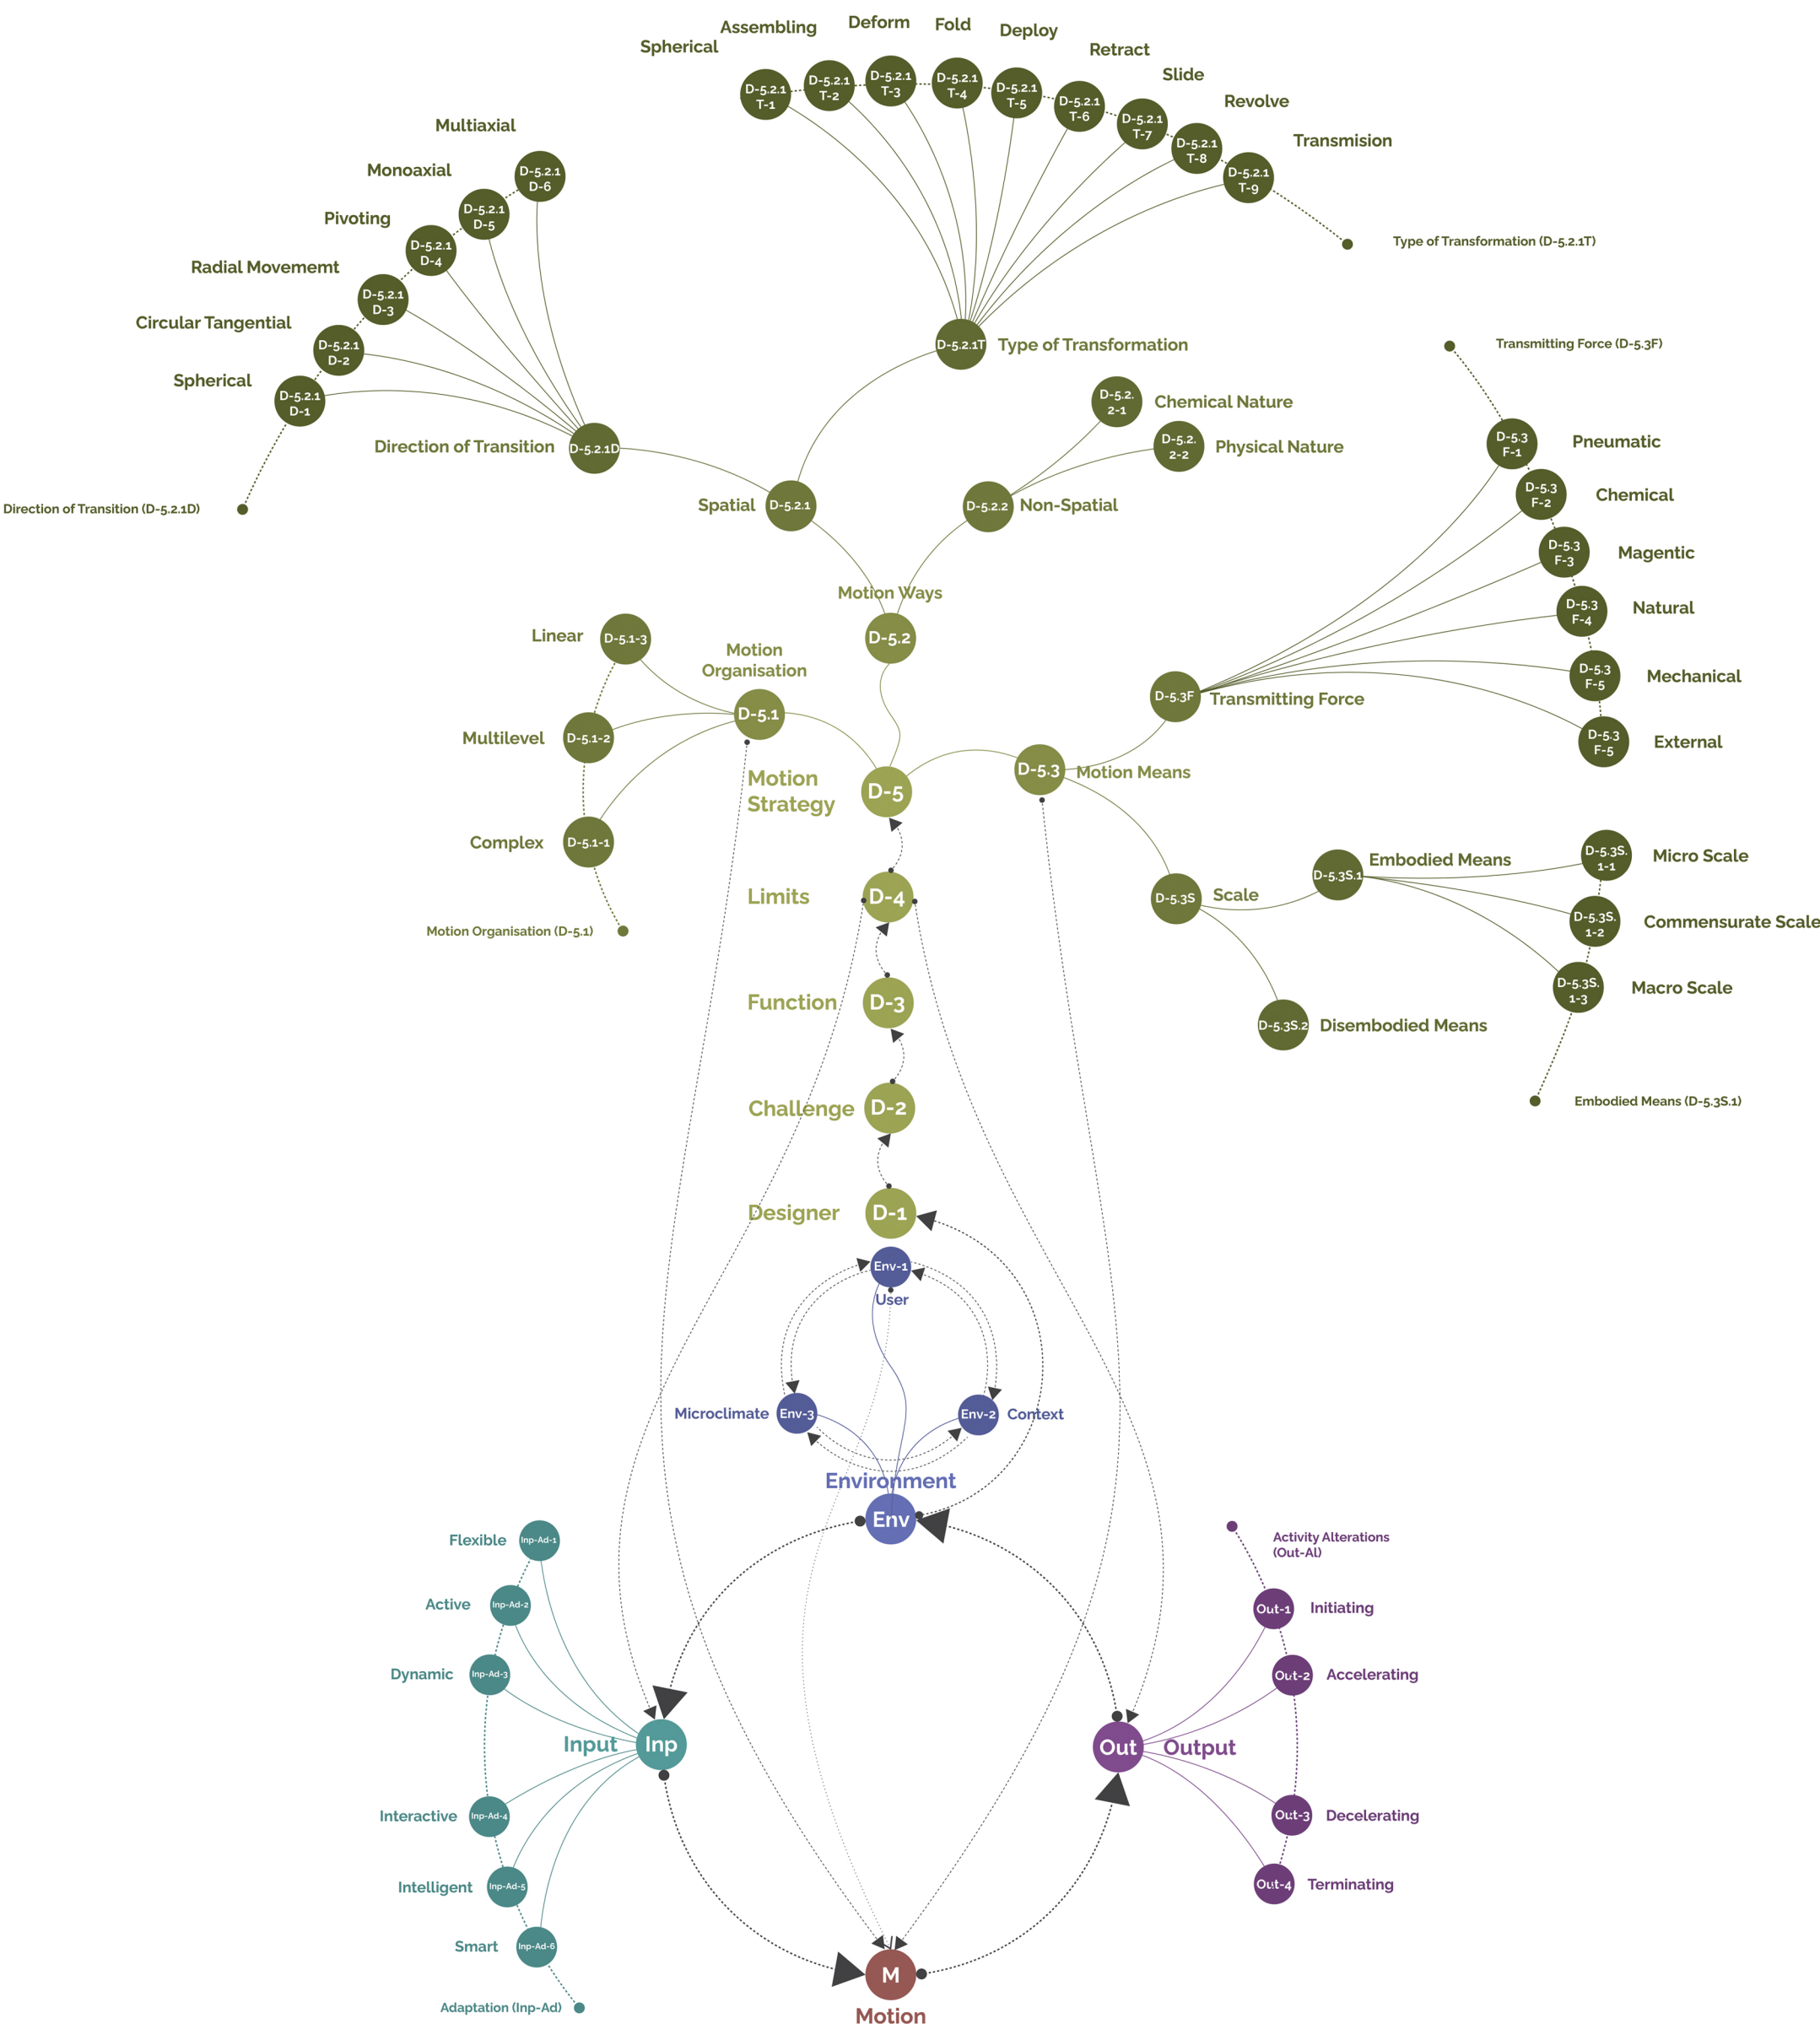 Spherical
Assembling
Deform
Fold
Deploy
Retract
Slide
Revolve
Transmision
D-5.2.1
T-1
D-5.2.1
T-2
D-5.2.1
T-3
D-5.2.1
T-4
D-5.2.1
T-5
D-5.2.1
T-6
D-5.2.1
T-7
D-5.2.1
T-8
D-5.2.1
T-9
Type of Transformation (D-5.2.1T)
Multiaxial
D-5.2.1
D-6
Monoaxial
D-5.2.1
D-5
Pivoting
D-5.2.1
D-4
Radial Movememt
D-5.2.1
D-3
Circular Tangential
D-5.2.1
D-2
Spherical
D-5.2.1
D-1
Direction of Transition (D-5.2.1D)
D-5.2.1T
Type of Transformation
Direction of Transition
D-5.2.1D
D-5.2.
2-1
Chemical Nature
D-5.2.
2-2
Physical Nature
Spatial
D-5.2.1
D-5.2.2
Non-Spatial
Transmitting Force (D-5.3F)
D-5.3
F-1
Pneumatic
D-5.3
F-2
Chemical
D-5.3
F-3
Magentic
D-5.3
F-4
Natural
D-5.3
F-5
Mechanical
D-5.3
F-5
External
Motion Ways
D-5.2
Linear
D-5.1-3
Motion
Organisation
D-5.1
Multilevel
D-5.1-2
Complex
D-5.1-1
Motion Organisation (D-5.1)
D-5.3F
Transmitting Force
D-5.3
Motion Means
Motion
Strategy
D-5
D-5.3S
Scale
D-5.3S.1
Embodied Means
D-5.3S.
1-1
Micro Scale
D-5.3S.
1-2
Commensurate Scale
D-5.3S.
1-3
Macro Scale
D-5.3S.2
Disembodied Means
Embodied Means (D-5.3S.1)
Limits
D-4
Function
D-3
Challenge
D-2
Designer
D-1
Env-1
User
Microclimate
Env-3
Env-2
Context
Environment
Env
Flexible
Inp-Ad-1
Active
Inp-Ad-2
Dynamic
Inp-Ad-3
Input
Inp
Interactive
Inp-Ad-4
Intelligent
Inp-Ad-5
Smart
Inp-Ad-6
Adaptation (Inp-Ad)
Activity Alterations
(Out-Al)
Out-1
Initiating
Out-2
Accelerating
Out
Output
Out-3
Decelerating
Out-4
Terminating
M
Motion